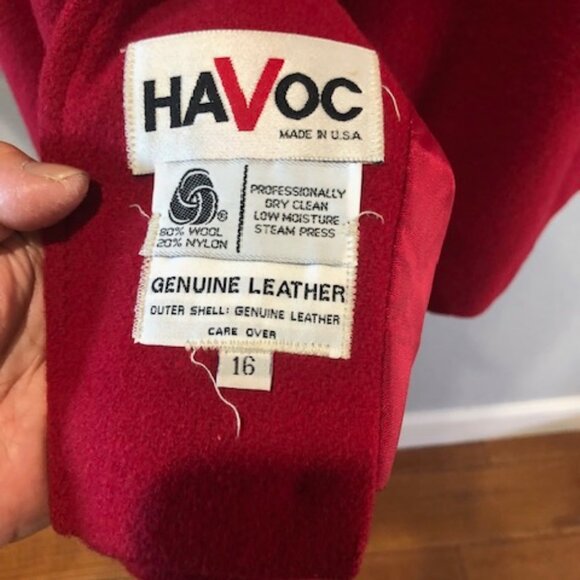 HAVOC
MADE IN U.S.A.
®
80% WOOL
20% NYLON
PROFESSIONALLY
DRY CLEAN
LOW MOISTURE
STEAM PRESS
GENUINE LEATHER
OUTER SHELL: GENUINE LEATHER
CARE OVER
16